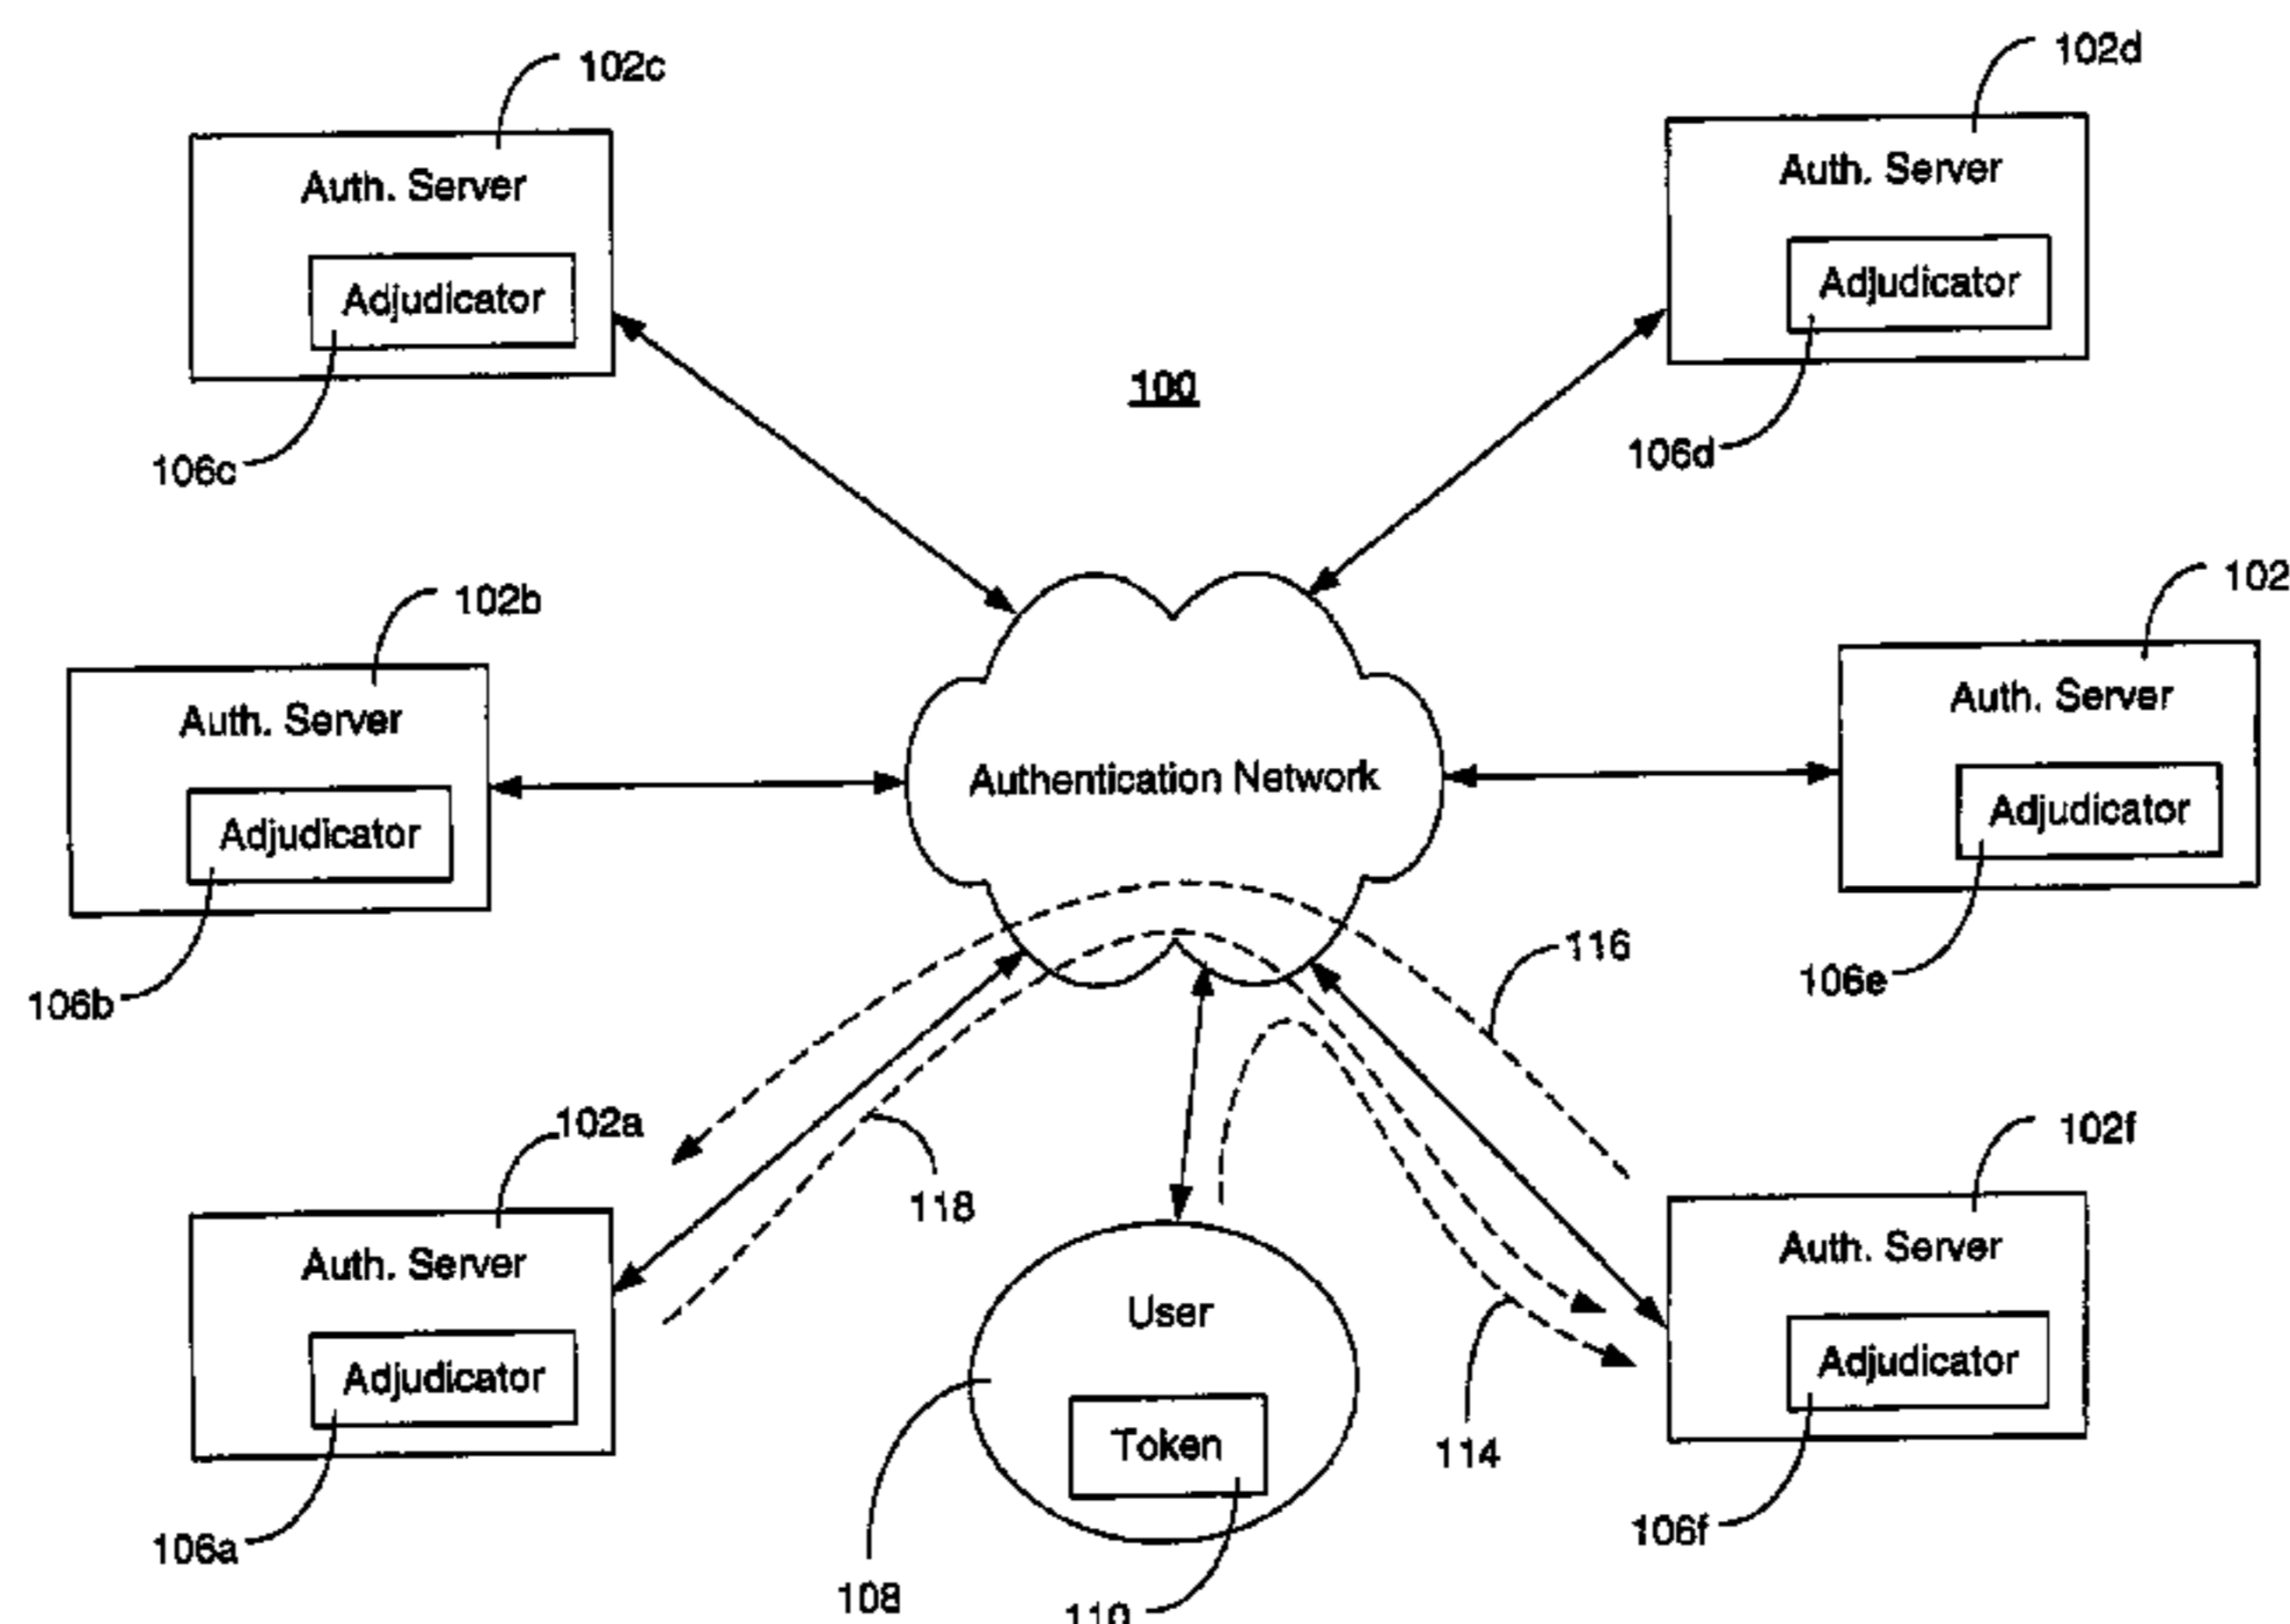 102c
102d
Auth. Server
Auth. Server
Adjudicator
Adjudicator
100
106c
106d
102b
102
Auth. Server
Auth. Server
Authentication Network
Adjudicator
Adjudicator
106b
116
106e
102a
102f
118
Auth. Server
Auth. Server
User
Adjudicator
Adjudicator
Token
114
106a
106f
108
110